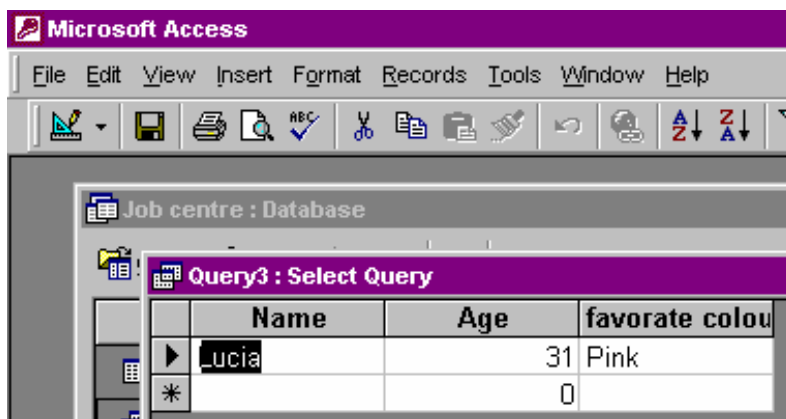 Microsoft Access
File Edit View Insert Format Records Tools Window Help
ABC A Z Z A
Job centre : Database
Query3 : Select Query
Name Age favorate colou
Lucia 31 Pink
0